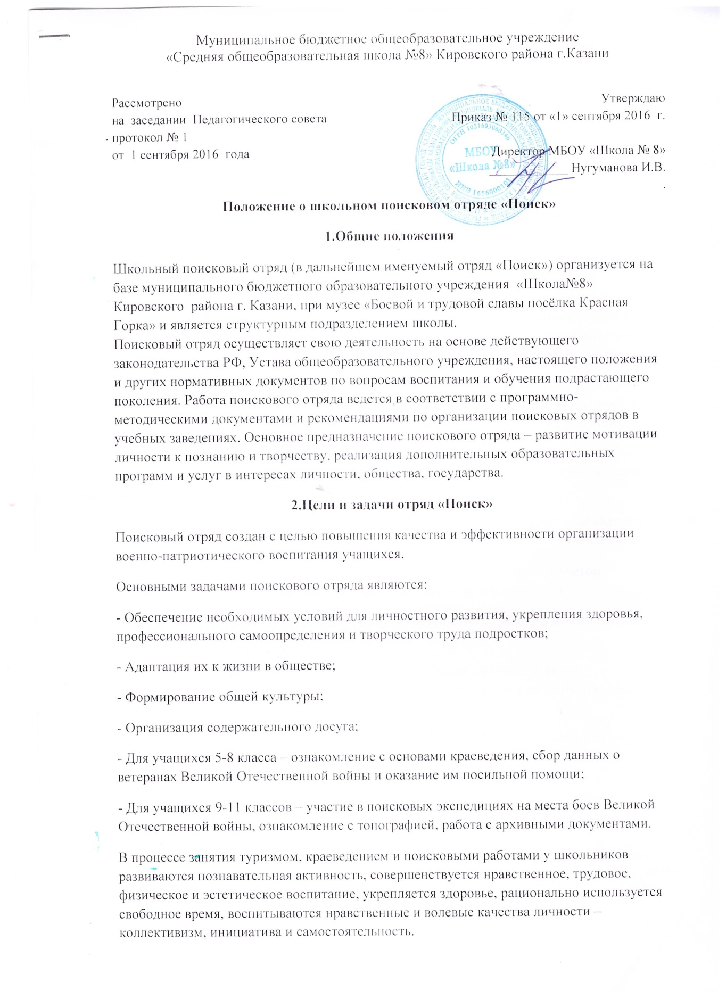 Муниципальное бюджетное общеобразовательное учреждение
«Средняя общеобразовательная школа №8» Кировского района г.Казани
Рассмотрено
на заседании Педагогического совета
протокол № 1
от 1 сентября 2016 года
Утверждаю
Приказ № 115 от «1» сентября 2016 г.
Директор МБОУ «Школа № 8»
Нугуманова И.В.
ОГРН 1021603060346
МБОУ
«Школа №8»
ИНН 1656000101
Положение о школьном поисковом отряде «Поиск»
1.Общие положения
Школьный поисковый отряд (в дальнейшем именуемый отряд «Поиск») организуется на
базе муниципального бюджетного образовательного учреждения «Школа№8»
Кировского района г. Казани, при музее «Боевой и трудовой славы посёлка Красная
Горка» и является структурным подразделением школы.
Поисковый отряд осуществляет свою деятельность на основе действующего
законодательства РФ, Устава общеобразовательного учреждения, настоящего положения
и других нормативных документов по вопросам воспитания и обучения подрастающего
поколения. Работа поискового отряда ведется в соответствии с программно-
методическими документами и рекомендациями по организации поисковых отрядов в
учебных заведениях. Основное предназначение поискового отряда – развитие мотивации
личности к познанию и творчеству, реализация дополнительных образовательных
программ и услуг в интересах личности, общества, государства.
2.Цели и задачи отряд «Поиск»
Поисковый отряд создан с целью повышения качества и эффективности организации
военно-патриотического воспитания учащихся.
Основными задачами поискового отряда являются:
- Обеспечение необходимых условий для личностного развития, укрепления здоровья,
профессионального самоопределения и творческого труда подростков;
- Адаптация их к жизни в обществе;
- Формирование общей культуры;
- Организация содержательного досуга;
- Для учащихся 5-8 класса – ознакомление с основами краеведения, сбор данных о
ветеранах Великой Отечественной войны и оказание им посильной помощи;
- Для учащихся 9-11 классов – участие в поисковых экспедициях на места боев Великой
Отечественной войны, ознакомление с топографией, работа с архивными документами.
В процессе занятия туризмом, краеведением и поисковыми работами у школьников
развиваются познавательная активность, совершенствуется нравственное, трудовое,
физическое и эстетическое воспитание, укрепляется здоровье, рационально используется
свободное время, воспитываются нравственные и волевые качества личности –
коллективизм, инициатива и самостоятельность.